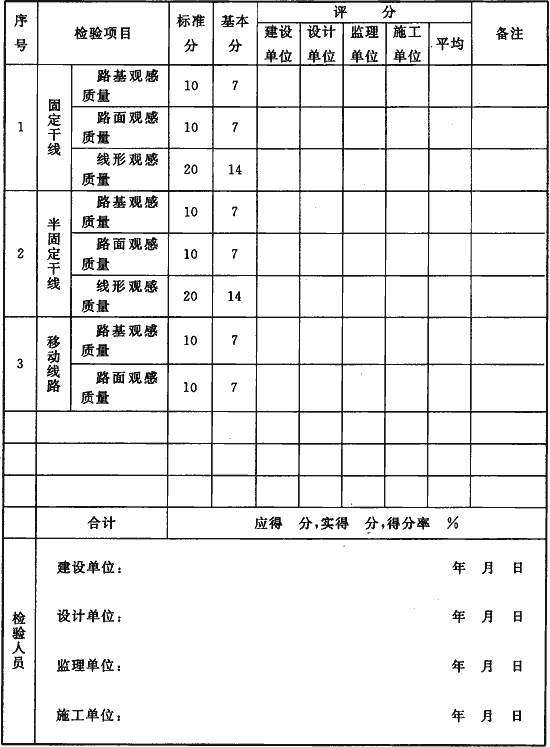 序号 检验项目 标准分 基本分 评分 备注
建设单位 设计单位 监理单位 施工单位 平均
1 固定干线 路基观感质量 10 7
路面观感质量 10 7
线形观感质量 20 14
2 半固定干线 路基观感质量 10 7
路面观感质量 10 7
线形观感质量 20 14
3 移动线路 路基观感质量 10 7
路面观感质量 10 7
合计 应得 分,实得 分,得分率 %
检验人员
建设单位: 年 月 日
设计单位: 年 月 日
监理单位: 年 月 日
施工单位: 年 月 日